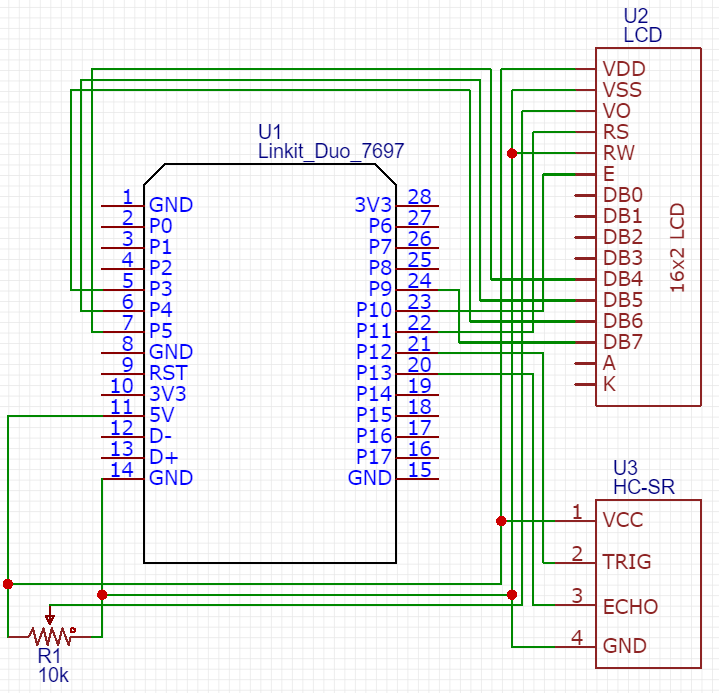 U2
LCD
VDD
VSS
VO
RS
RW
E
DB0
DB1
DB2
DB3
DB4
DB5
DB6
DB7
A
K
16x2 LCD
U1
Linkit_Duo_7697
1 GND 3V3 28
2 P0 P6 27
3 P1 P7 26
4 P2 P8 25
5 P3 P9 24
6 P4 P10 23
7 P5 P11 22
8 GND P12 21
9 RST P13 20
10 3V3 P14 19
11 5V P15 18
12 D- P16 17
13 D+ P17 16
14 GND GND 15
U3
HC-SR
1 VCC
2 TRIG
3 ECHO
4 GND
R1
10k